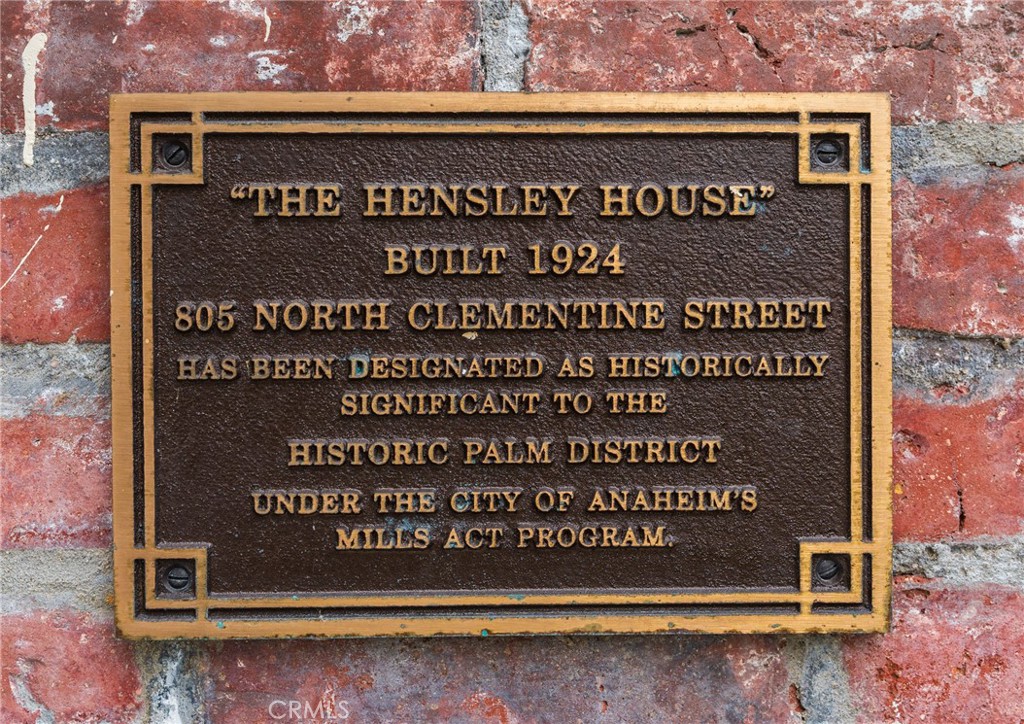 “THE HENSLEY HOUSE”
BUILT 1924
805 NORTH CLEMENTINE STREET
HAS BEEN DESIGNATED AS HISTORICALLY
SIGNIFICANT TO THE
HISTORIC PALM DISTRICT
UNDER THE CITY OF ANAHEIM'S
MILLS ACT PROGRAM.
CRMLS